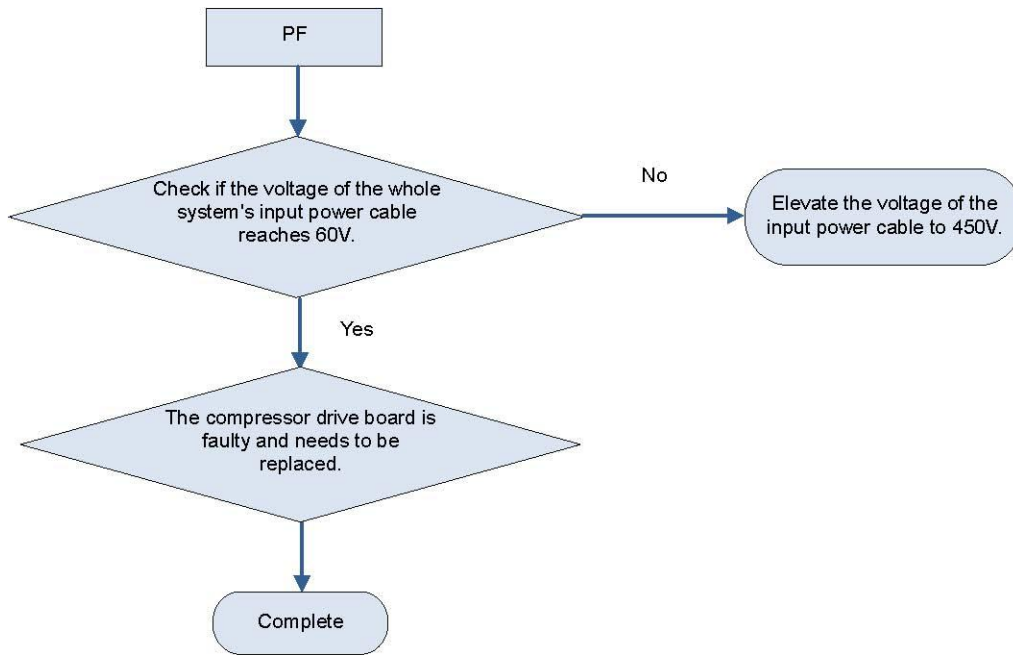 PF
Check if the voltage of the whole
system's input power cable
reaches 60V.
No
Elevate the voltage of the
input power cable to 450V.
Yes
The compressor drive board is
faulty and needs to be
replaced.
Complete